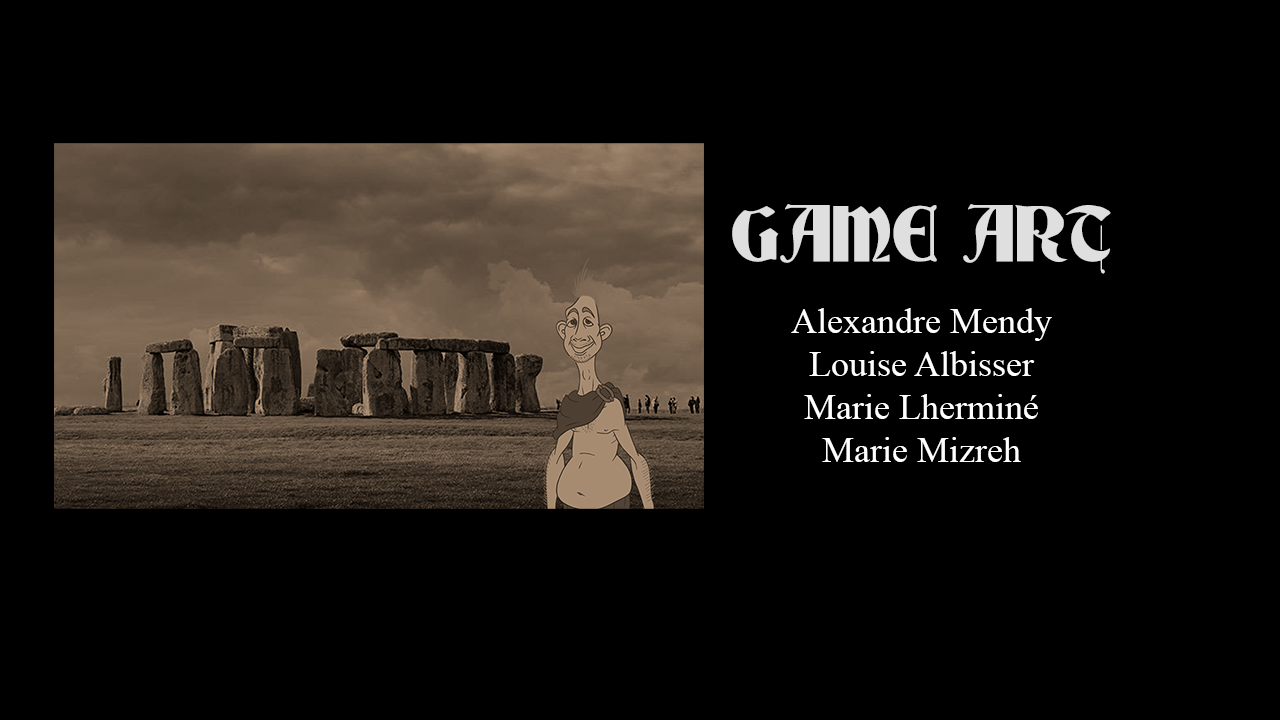 GAME ART
Alexandre Mendy
Louise Albisser
Marie Lherminé
Marie Mizreh